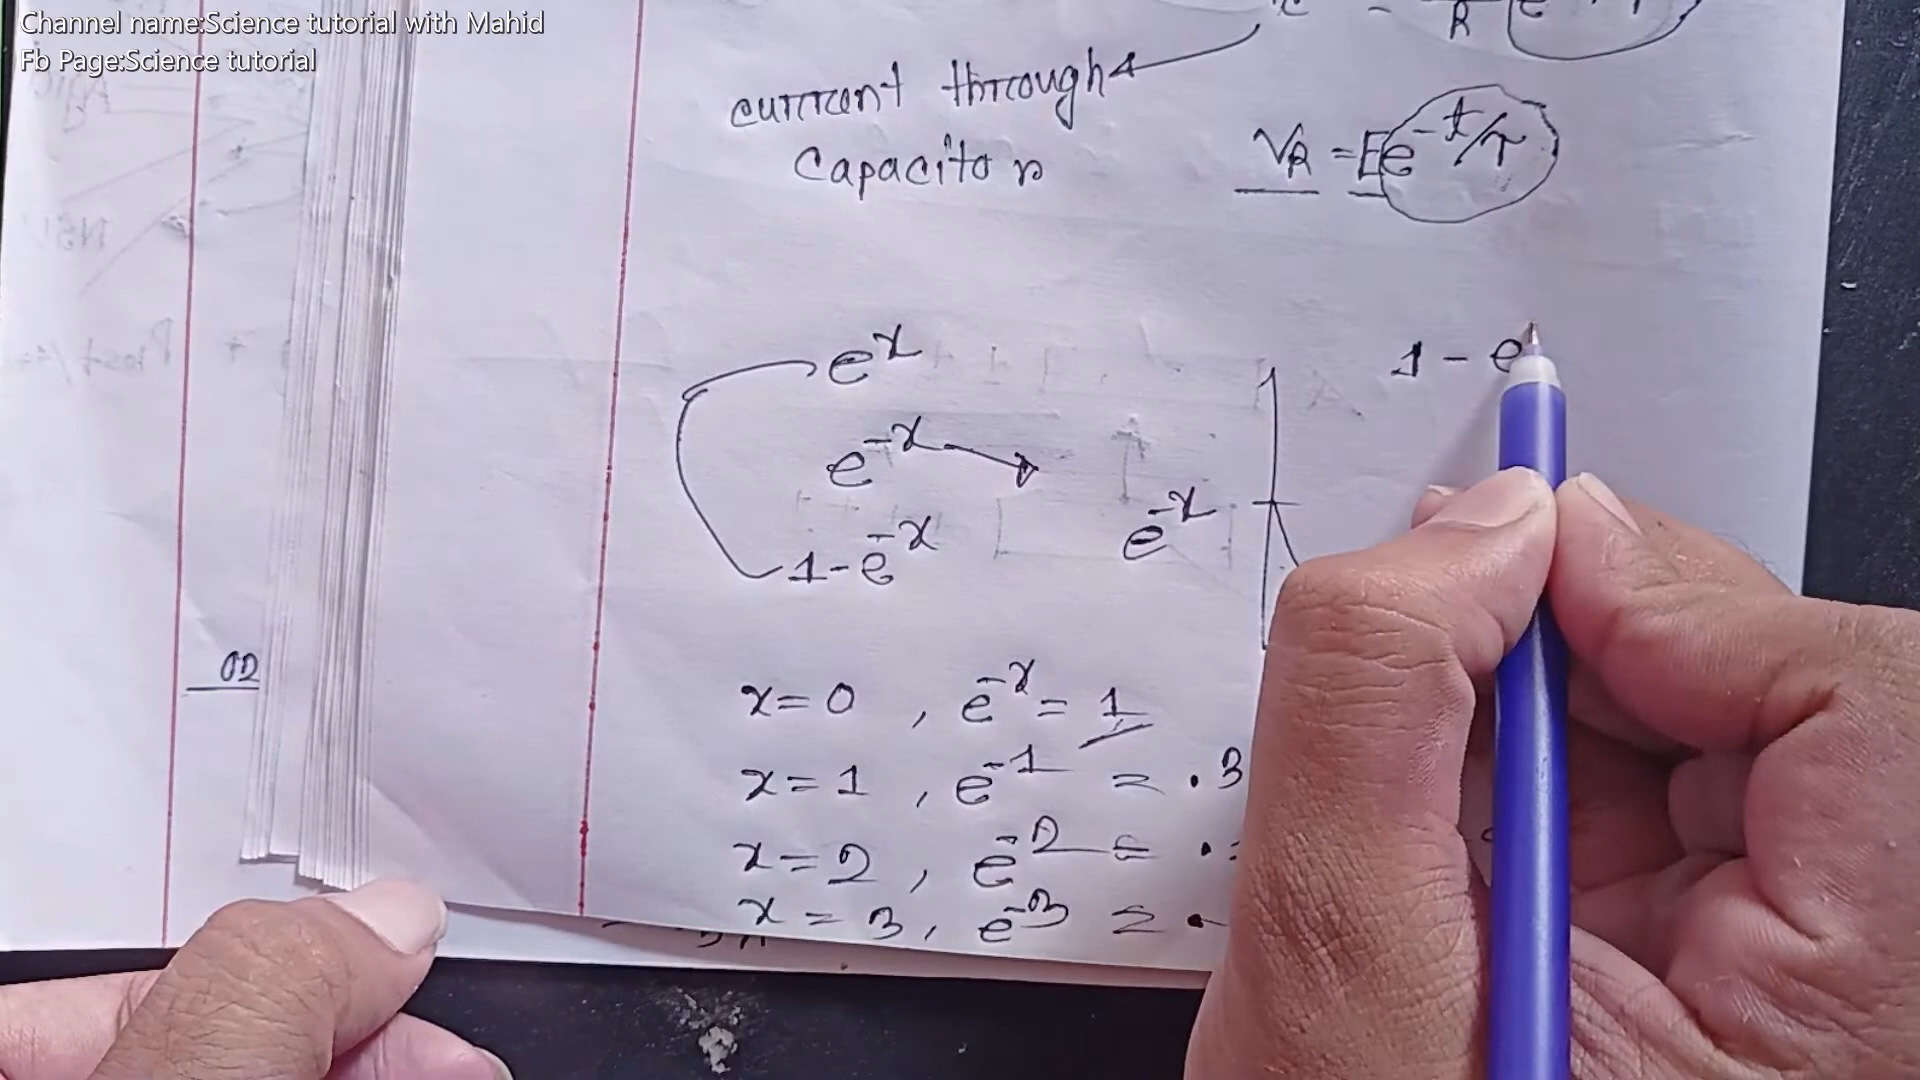 Channel name:Science tutorial with Mahid
Fb Page:Science tutorial
current through
capacitor
V_R = Ee^{-t/τ}
e^x
1 - e
e^{-x}
e^{-x}
1 - e^{-x}
02
x = 0 , e^{-x} = 1
x = 1 , e^{-1} = .3
x = 2 , e^{-2} = .
x = 3 , e^{-3} = .